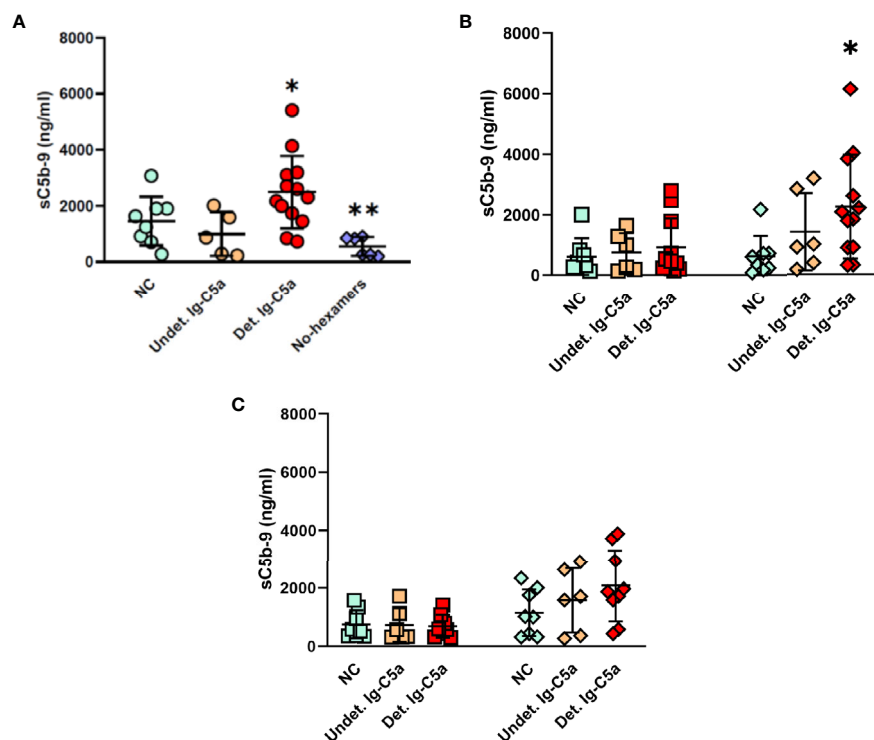 A
sC5b-9 (ng/ml)
8000
6000
4000
2000
0
*
**
NC
Undet. Ig-C5a
Det. Ig-C5a
No-hexamers
B
sC5b-9 (ng/ml)
8000
6000
4000
2000
0
*
NC
Undet. Ig-C5a
Det. Ig-C5a
NC
Undet. Ig-C5a
Det. Ig-C5a
C
sC5b-9 (ng/ml)
8000
6000
4000
2000
0
NC
Undet. Ig-C5a
Det. Ig-C5a
NC
Undet. Ig-C5a
Det. Ig-C5a